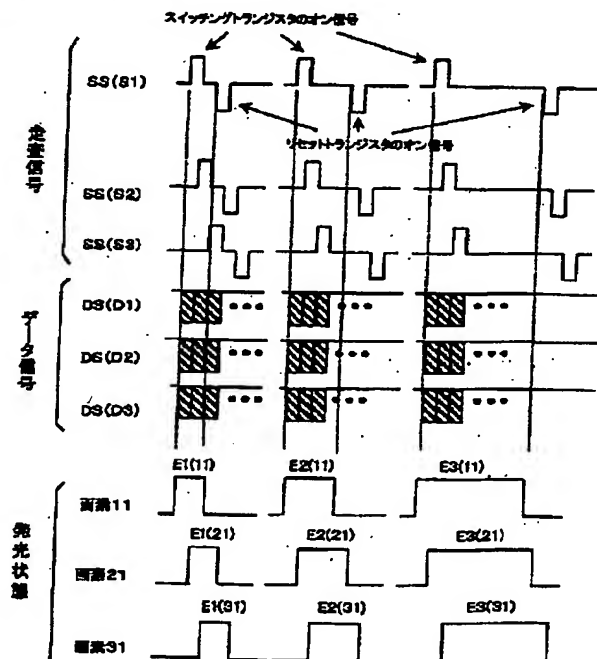 スイッチングトランジスタのオン信号
SS(S1)
リセットトランジスタのオン信号
走査信号
SS(S2)
SS(S3)
データ信号
DS(D1)
DS(D2)
DS(D3)
E1(11)
E2(11)
E3(11)
画素11
E1(21)
E2(21)
E3(21)
発光状態
画素21
E1(31)
E2(31)
E3(31)
画素31